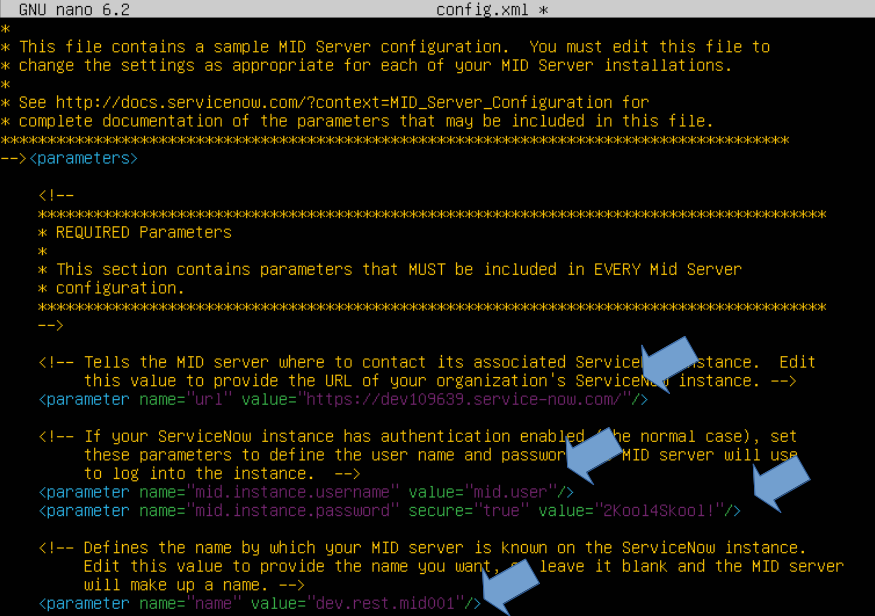 GNU nano 6.2 config.xml *
*
* This file contains a sample MID Server configuration.  You must edit this file to
* change the settings as appropriate for each of your MID Server installations.
*
* See http://docs.servicenow.com/?context=MID_Server_Configuration for
* complete documentation of the parameters that may be included in this file.
**************************************************************************************
--><parameters>
<!--
**************************************************************************************
* REQUIRED Parameters
*
* This section contains parameters that MUST be included in EVERY Mid Server
* configuration.
**************************************************************************************
-->
<!-- Tells the MID server where to contact its associated Service stance.  Edit
this value to provide the URL of your organization's ServiceNow instance. -->
<parameter name="url" value="https://dev109639.service-now.com/"/>
<!-- If your ServiceNow instance has authentication enabled (the normal case), set
these parameters to define the user name and passwor MID server will use
to log into the instance.  -->
<parameter name="mid.instance.username" value="mid.user"/>
<parameter name="mid.instance.password" secure="true" value="2Kool4Skool!"/>
<!-- Defines the name by which your MID server is known on the ServiceNow instance.
Edit this value to provide the name you want, leave it blank and the MID server
will make up a name. -->
<parameter name="name" value="dev.rest.mid001"/>